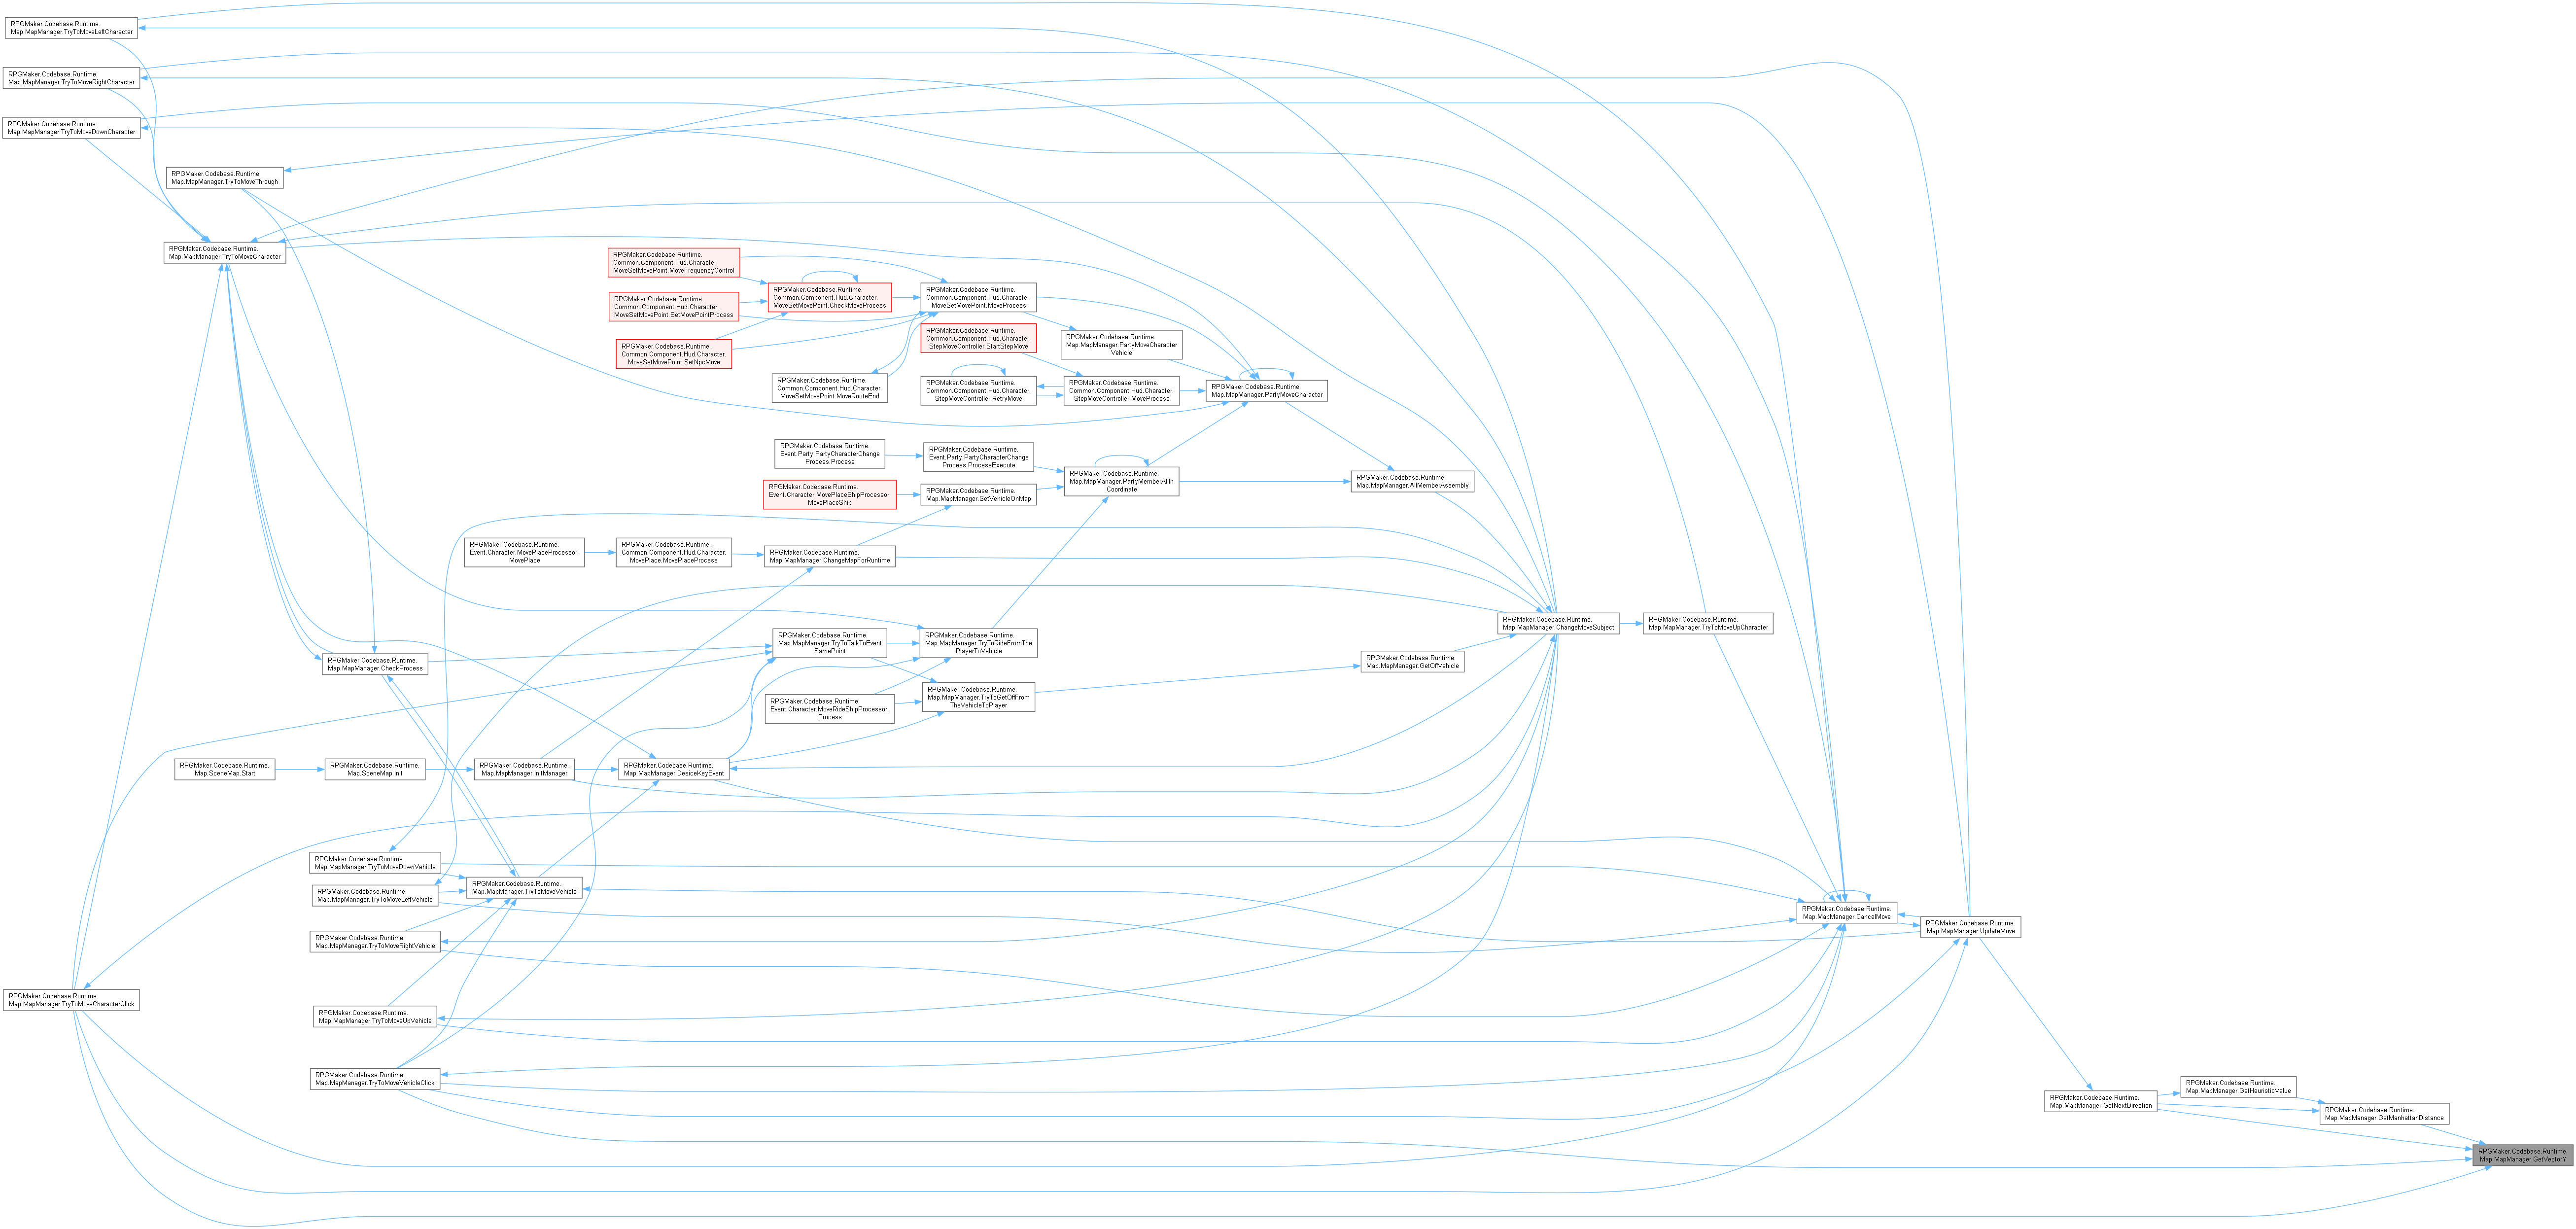 RPGMaker.Codebase.Runtime.
Map.MapManager.TryToMoveLeftCharacter
RPGMaker.Codebase.Runtime.
Map.MapManager.TryToMoveRightCharacter
RPGMaker.Codebase.Runtime.
Map.MapManager.TryToMoveDownCharacter
RPGMaker.Codebase.Runtime.
Map.MapManager.TryToMoveThrough
RPGMaker.Codebase.Runtime.
Map.MapManager.TryToMoveCharacter
RPGMaker.Codebase.Runtime.
Common.Component.Hud.Character.
MoveSetMovePoint.MoveFrequencyControl
RPGMaker.Codebase.Runtime.
Common.Component.Hud.Character.
MoveSetMovePoint.CheckMoveProcess
RPGMaker.Codebase.Runtime.
Common.Component.Hud.Character.
MoveSetMovePoint.MoveProcess
RPGMaker.Codebase.Runtime.
Common.Component.Hud.Character.
MoveSetMovePoint.SetMovePointProcess
RPGMaker.Codebase.Runtime.
Common.Component.Hud.Character.
StepMoveController.StartStepMove
RPGMaker.Codebase.Runtime.
Map.MapManager.PartyMoveCharacter
Vehicle
RPGMaker.Codebase.Runtime.
Common.Component.Hud.Character.
MoveSetMovePoint.SetNpcMove
RPGMaker.Codebase.Runtime.
Common.Component.Hud.Character.
MoveSetMovePoint.MoveRouteEnd
RPGMaker.Codebase.Runtime.
Common.Component.Hud.Character.
StepMoveController.RetryMove
RPGMaker.Codebase.Runtime.
Common.Component.Hud.Character.
StepMoveController.MoveProcess
RPGMaker.Codebase.Runtime.
Map.MapManager.PartyMoveCharacter
RPGMaker.Codebase.Runtime.
Event.Party.PartyCharacterChange
Process.Process
RPGMaker.Codebase.Runtime.
Event.Party.PartyCharacterChange
Process.ProcessExecute
RPGMaker.Codebase.Runtime.
Map.MapManager.PartyMemberAllIn
Coordinate
RPGMaker.Codebase.Runtime.
Map.MapManager.AllMemberAssembly
RPGMaker.Codebase.Runtime.
Event.Character.MovePlaceShipProcessor.
MovePlaceShip
RPGMaker.Codebase.Runtime.
Map.MapManager.SetVehicleOnMap
RPGMaker.Codebase.Runtime.
Event.Character.MovePlaceProcessor.
MovePlace
RPGMaker.Codebase.Runtime.
Common.Component.Hud.Character.
MovePlace.MovePlaceProcess
RPGMaker.Codebase.Runtime.
Map.MapManager.ChangeMapForRuntime
RPGMaker.Codebase.Runtime.
Map.MapManager.ChangeMoveSubject
RPGMaker.Codebase.Runtime.
Map.MapManager.TryToMoveUpCharacter
RPGMaker.Codebase.Runtime.
Map.MapManager.TryToTalkToEvent
SamePoint
RPGMaker.Codebase.Runtime.
Map.MapManager.TryToRideFromThe
PlayerToVehicle
RPGMaker.Codebase.Runtime.
Map.MapManager.CheckProcess
RPGMaker.Codebase.Runtime.
Map.MapManager.GetOffVehicle
RPGMaker.Codebase.Runtime.
Event.Character.MoveRideShipProcessor.
Process
RPGMaker.Codebase.Runtime.
Map.MapManager.TryToGetOffFrom
TheVehicleToPlayer
RPGMaker.Codebase.Runtime.
Map.SceneMap.Start
RPGMaker.Codebase.Runtime.
Map.SceneMap.Init
RPGMaker.Codebase.Runtime.
Map.MapManager.InitManager
RPGMaker.Codebase.Runtime.
Map.MapManager.DesiceKeyEvent
RPGMaker.Codebase.Runtime.
Map.MapManager.TryToMoveDownVehicle
RPGMaker.Codebase.Runtime.
Map.MapManager.TryToMoveLeftVehicle
RPGMaker.Codebase.Runtime.
Map.MapManager.TryToMoveVehicle
RPGMaker.Codebase.Runtime.
Map.MapManager.CancelMove
RPGMaker.Codebase.Runtime.
Map.MapManager.UpdateMove
RPGMaker.Codebase.Runtime.
Map.MapManager.TryToMoveRightVehicle
RPGMaker.Codebase.Runtime.
Map.MapManager.TryToMoveCharacterClick
RPGMaker.Codebase.Runtime.
Map.MapManager.TryToMoveUpVehicle
RPGMaker.Codebase.Runtime.
Map.MapManager.TryToMoveVehicleClick
RPGMaker.Codebase.Runtime.
Map.MapManager.GetNextDirection
RPGMaker.Codebase.Runtime.
Map.MapManager.GetHeuristicValue
RPGMaker.Codebase.Runtime.
Map.MapManager.GetManhattanDistance
RPGMaker.Codebase.Runtime.
Map.MapManager.GetVectorY